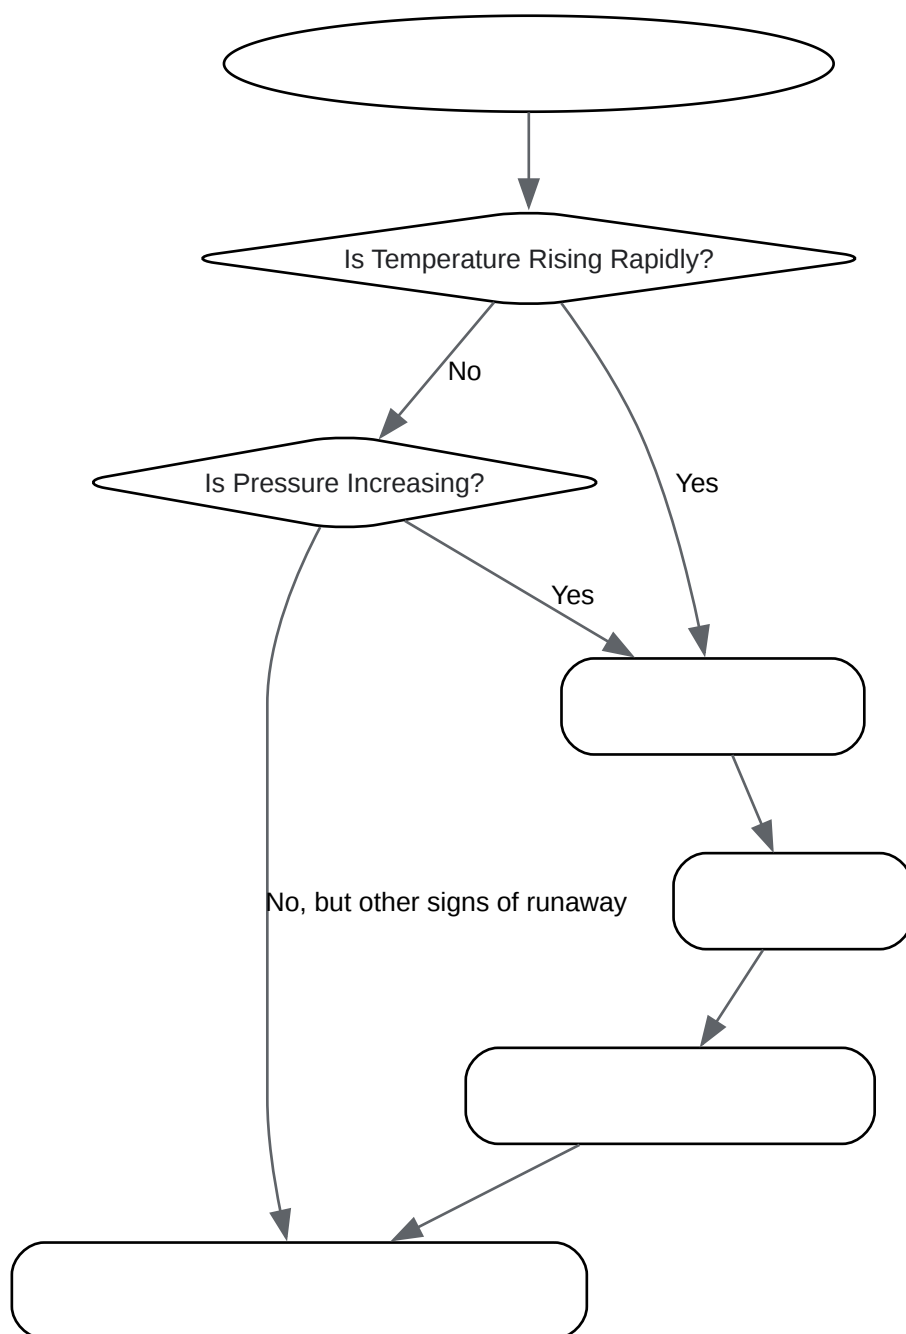 Is Temperature Rising Rapidly?
No
Is Pressure Increasing?
Yes
Yes
No, but other signs of runaway